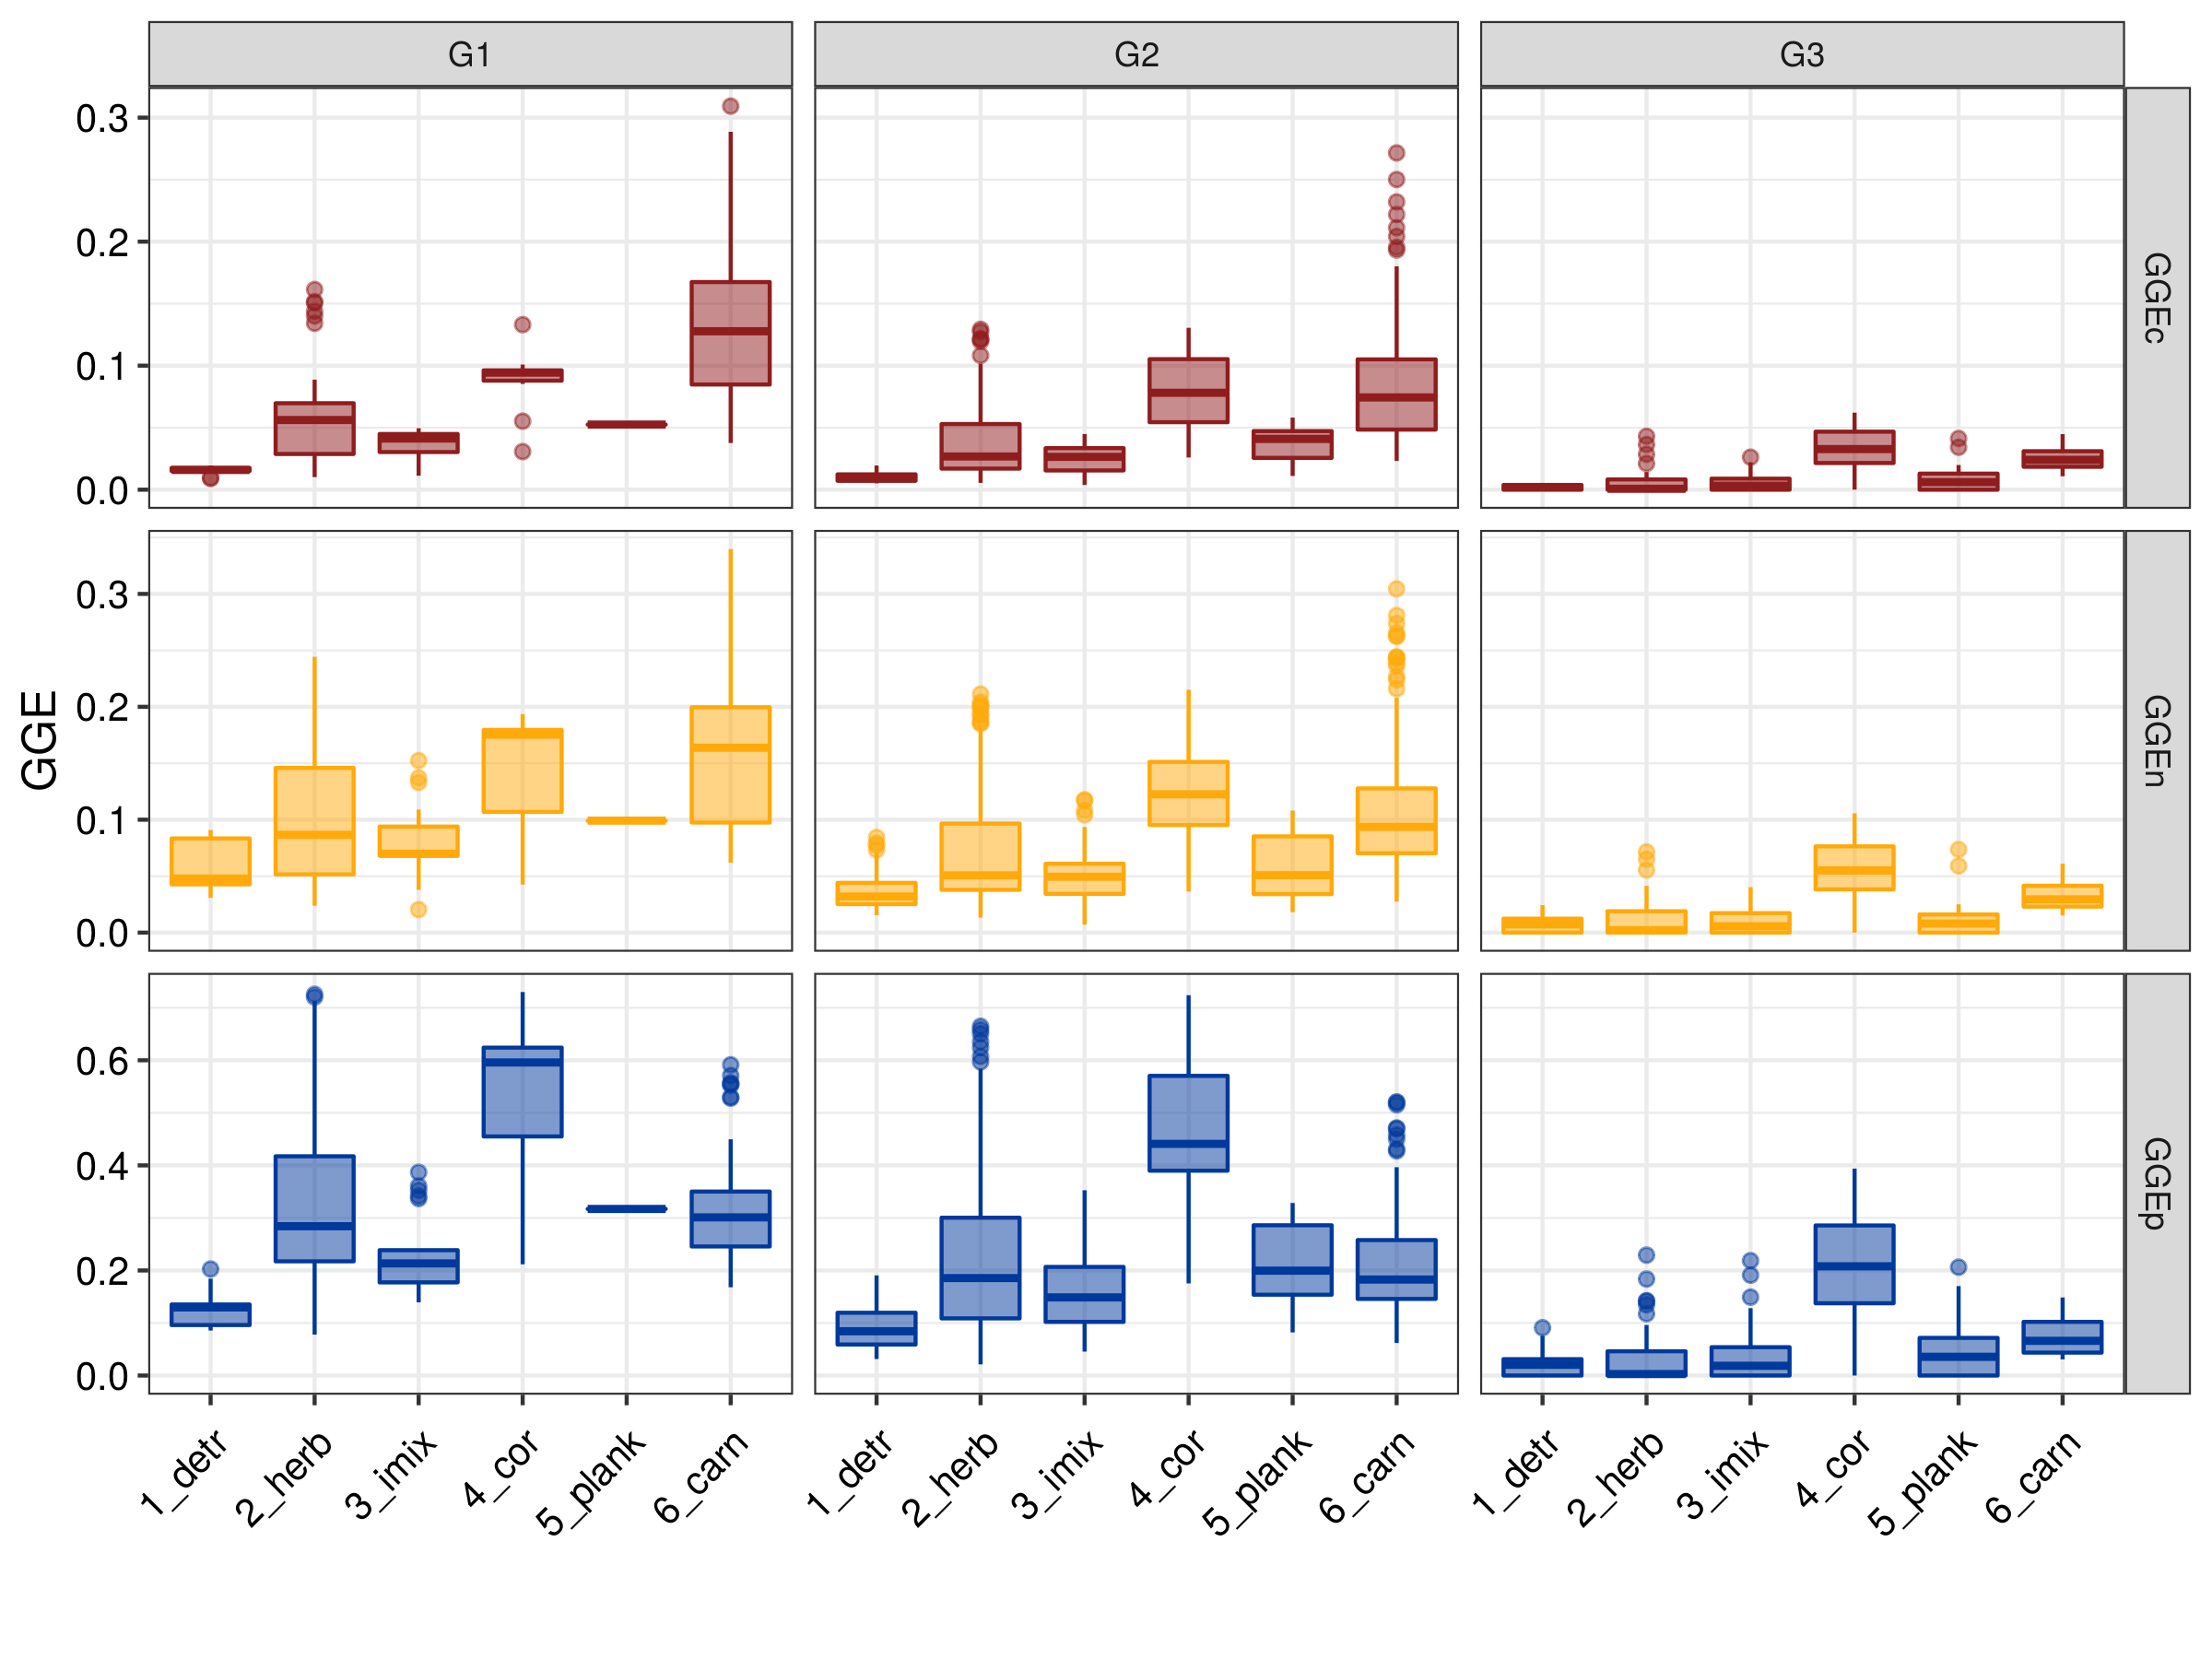 G1 G2 G3
0.3
0.2
0.1
0.0
GGEc
GGE
0.3
0.2
0.1
0.0
GGEn
0.6
0.4
0.2
0.0
GGEp
1_detr 2_herb 3_imix 4_cor 5_plank 6_carn 1_detr 2_herb 3_imix 4_cor 5_plank 6_carn 1_detr 2_herb 3_imix 4_cor 5_plank 6_carn